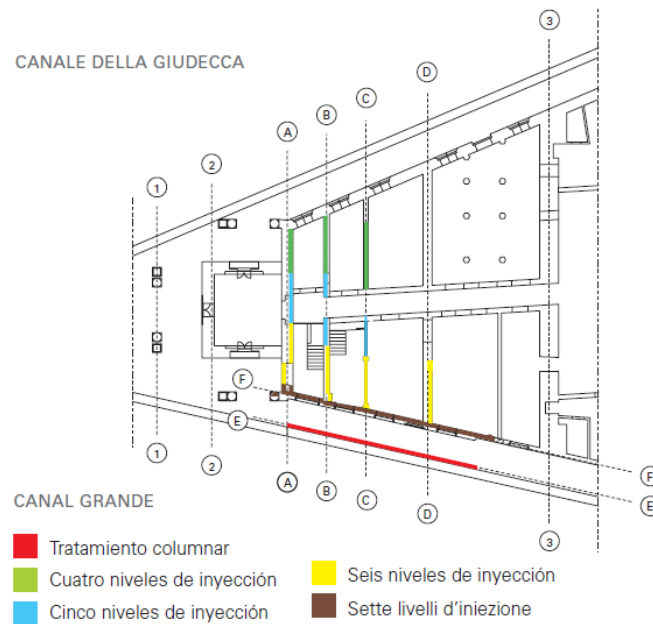 CANALE DELLA GIUDECCA
3
D
C
B
A
2
1
F
E
1
2
A
B
C
D
F
E
3
CANAL GRANDE
Tratamiento columnar
Cuatro niveles de inyección
Cinco niveles de inyección
Seis niveles de inyección
Sette livelli d'iniezione